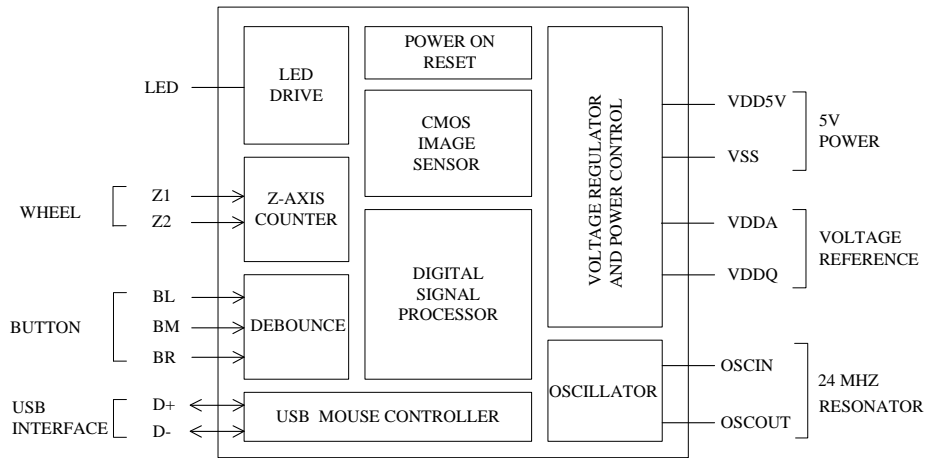 LED
WHEEL
Z1
Z2
BUTTON
BL
BM
BR
USB
INTERFACE
D+
D-
LED
DRIVE
Z-AXIS
COUNTER
DEBOUNCE
USB MOUSE CONTROLLER
POWER ON
RESET
CMOS
IMAGE
SENSOR
DIGITAL
SIGNAL
PROCESSOR
VOLTAGE REGULATOR
AND POWER CONTROL
OSCILLATOR
VDD5V
VSS
5V
POWER
VDDA
VDDQ
VOLTAGE
REFERENCE
OSCIN
OSCOUT
24 MHZ
RESONATOR